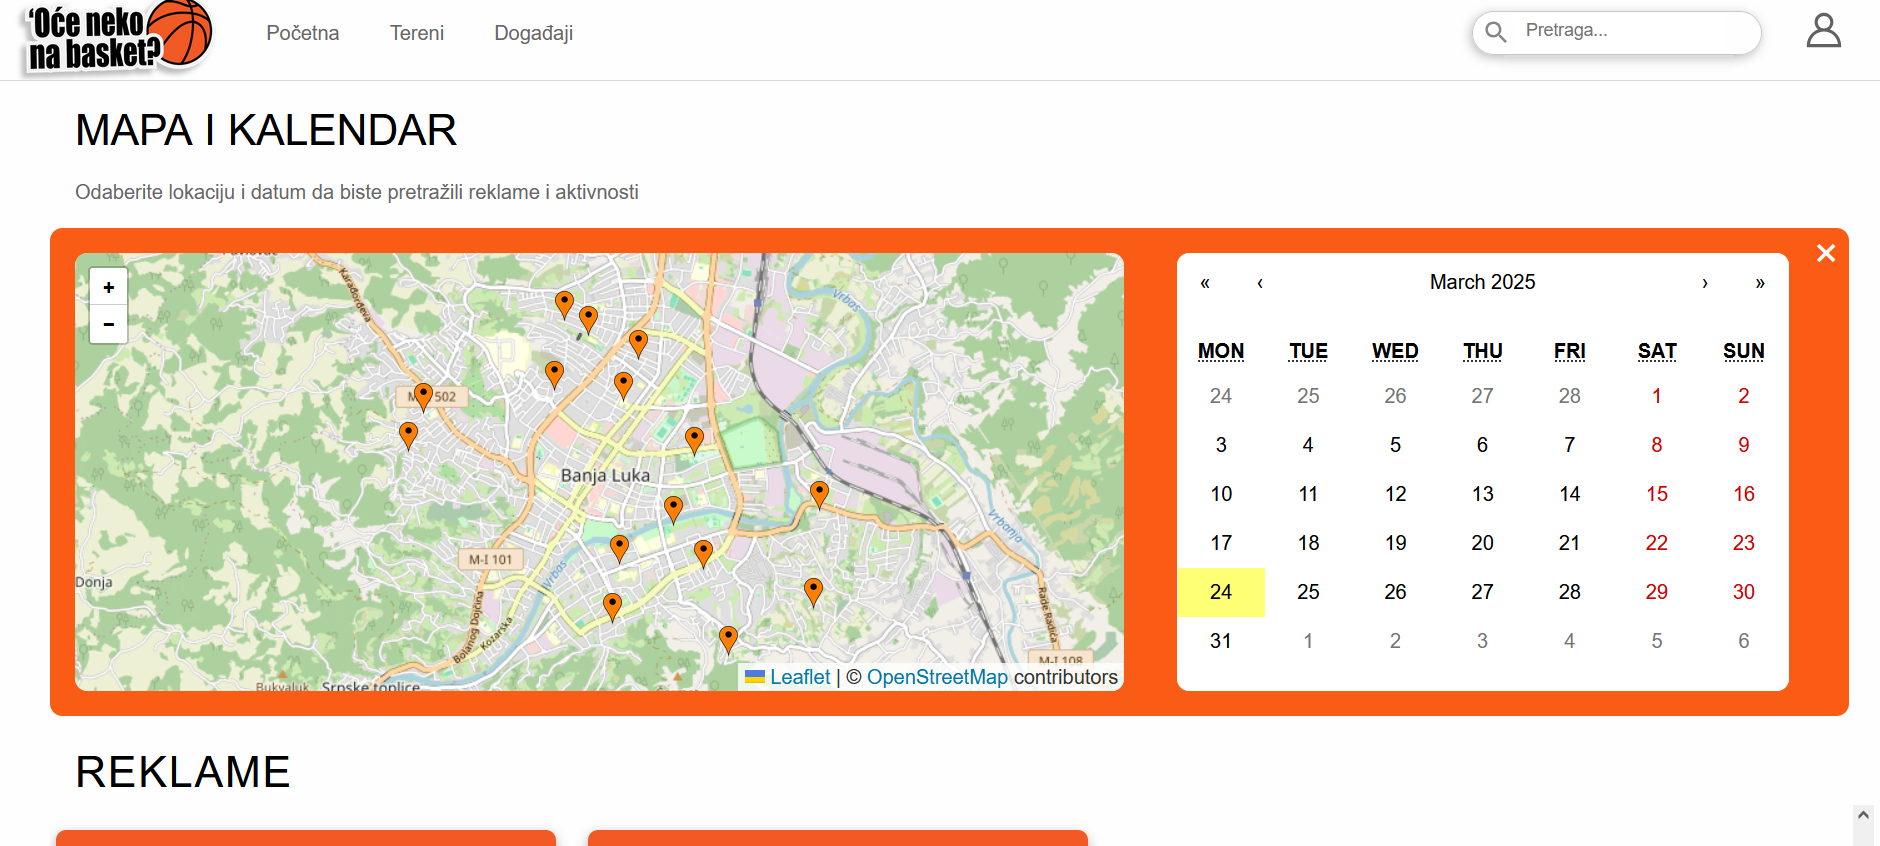 'Oće neko
na basket?
Početna
Tereni
Događaji
Pretraga...
MAPA I KALENDAR
Odaberite lokaciju i datum da biste pretražili reklame i aktivnosti
+
−
Karađorđeva
Vrbas
502
Banja Luka
M-I 101
Vrbas
Donja
Bolanog Dojčina
Kozarska
Vrbanja
Rade Radića
M-I 108
Bukvaluk
Srpske toplice
Leaflet | © OpenStreetMap contributors
« ‹ March 2025 › »
MON TUE WED THU FRI SAT SUN
24 25 26 27 28 1 2
3 4 5 6 7 8 9
10 11 12 13 14 15 16
17 18 19 20 21 22 23
24 25 26 27 28 29 30
31 1 2 3 4 5 6
REKLAME